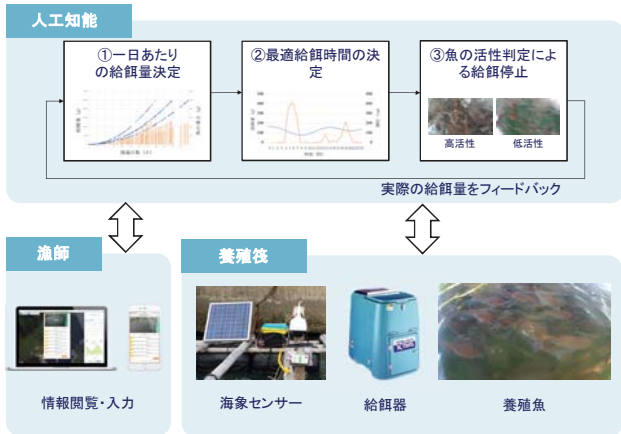 人工知能
①一日あたり
の給餌量決定
②最適給餌時間の決
定
③魚の活性判定によ
る給餌停止
高活性
低活性
実際の給餌量をフィードバック
漁師
養殖筏
情報閲覧・入力
海象センサー
給餌器
養殖魚